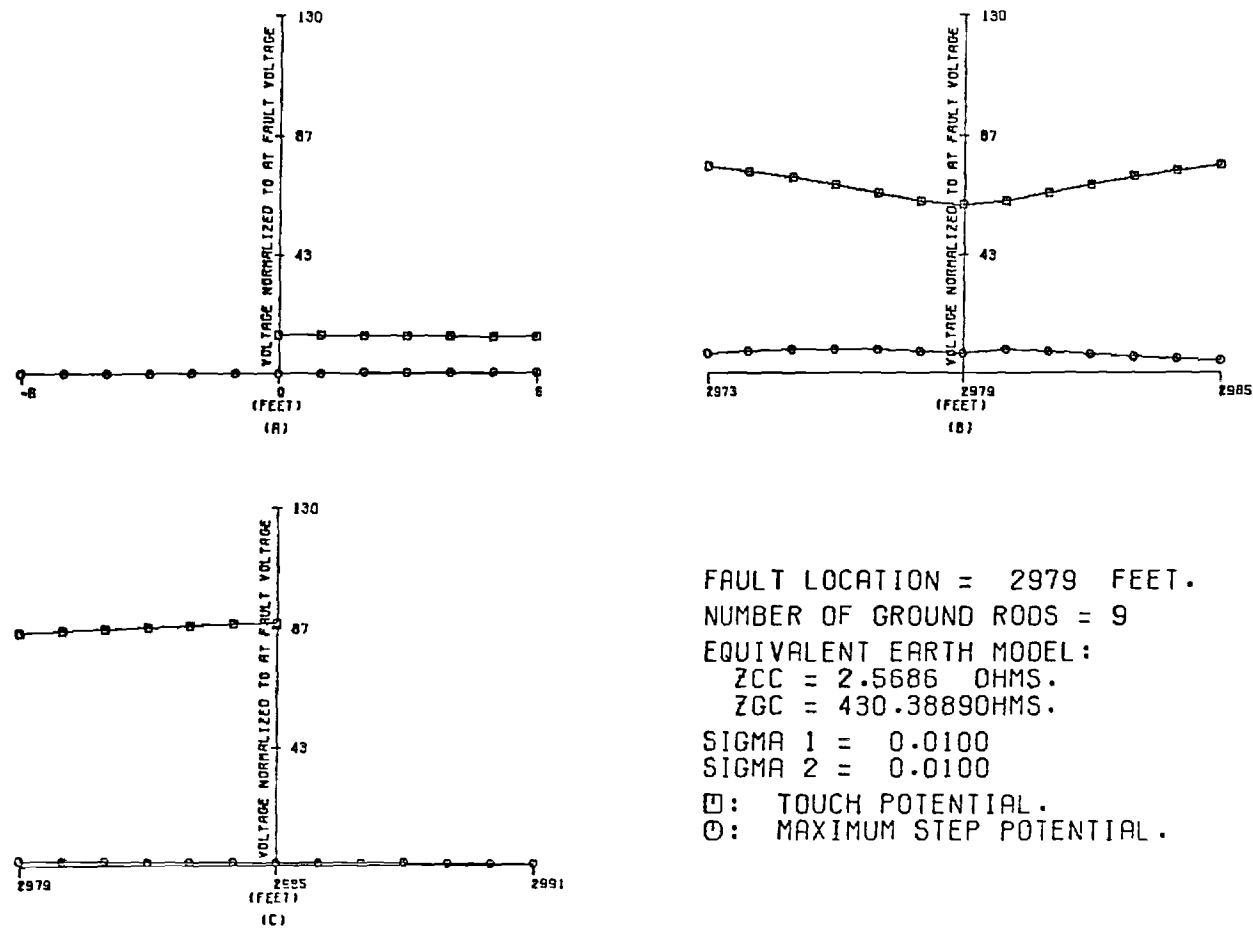 130
87
43
VOLTAGE NORMALIZED TO AT FAULT VOLTAGE
-6 0 6
(FEET)
(A)
130
87
43
VOLTAGE NORMALIZED TO AT FAULT VOLTAGE
2973 2979 2985
(FEET)
(B)
130
87
43
VOLTAGE NORMALIZED TO AT FAULT VOLTAGE
2979 2985 2991
(FEET)
(C)
FAULT LOCATION = 2979 FEET.
NUMBER OF GROUND RODS = 9
EQUIVALENT EARTH MODEL:
ZCC = 2.5686 OHMS.
ZGC = 430.3889OHMS.
SIGMA 1 = 0.0100
SIGMA 2 = 0.0100
: TOUCH POTENTIAL.
: MAXIMUM STEP POTENTIAL.